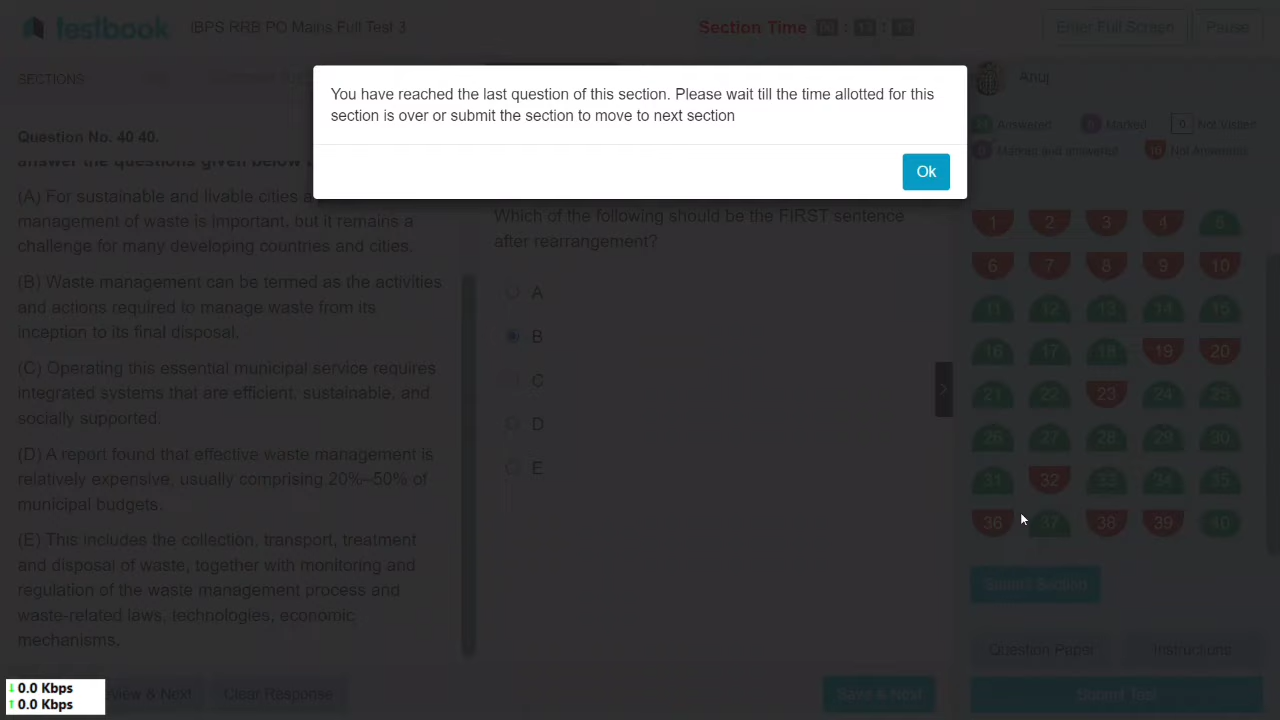 testbook
IBPS RRB PO Mains Full Test 3
Section Time
: 13 :
Enter Full Screen
Pause
SECTIONS
You have reached the last question of this section. Please wait till the time allotted for this
section is over or submit the section to move to next section
Ok
Anuj
Answered
Marked
0 Not Visited
Marked and answered
Not Answered
Question No. 40 40.
answer the questions given below
(A) For sustainable and livable cities
management of waste is important, but it remains a
challenge for many developing countries and cities.
(B) Waste management can be termed as the activities
and actions required to manage waste from its
inception to its final disposal.
(C) Operating this essential municipal service requires
integrated systems that are efficient, sustainable, and
socially supported.
(D) A report found that effective waste management is
relatively expensive, usually comprising 20%–50% of
municipal budgets.
(E) This includes the collection, transport, treatment
and disposal of waste, together with monitoring and
regulation of the waste management process and
waste-related laws, technologies, economic
mechanisms.
Which of the following should be the FIRST sentence
after rearrangement?
A
B
C
D
E
1 2 3 4 5
6 7 8 9 10
11 12 13 14 15
16 17 18 19 20
21 22 23 24 25
26 27 28 29 30
31 32 33 34 35
36 37 38 39 40
Submit Section
Question Paper
Instructions
& Next
Clear Response
Save & Next
Submit Test
0.0 Kbps
0.0 Kbps